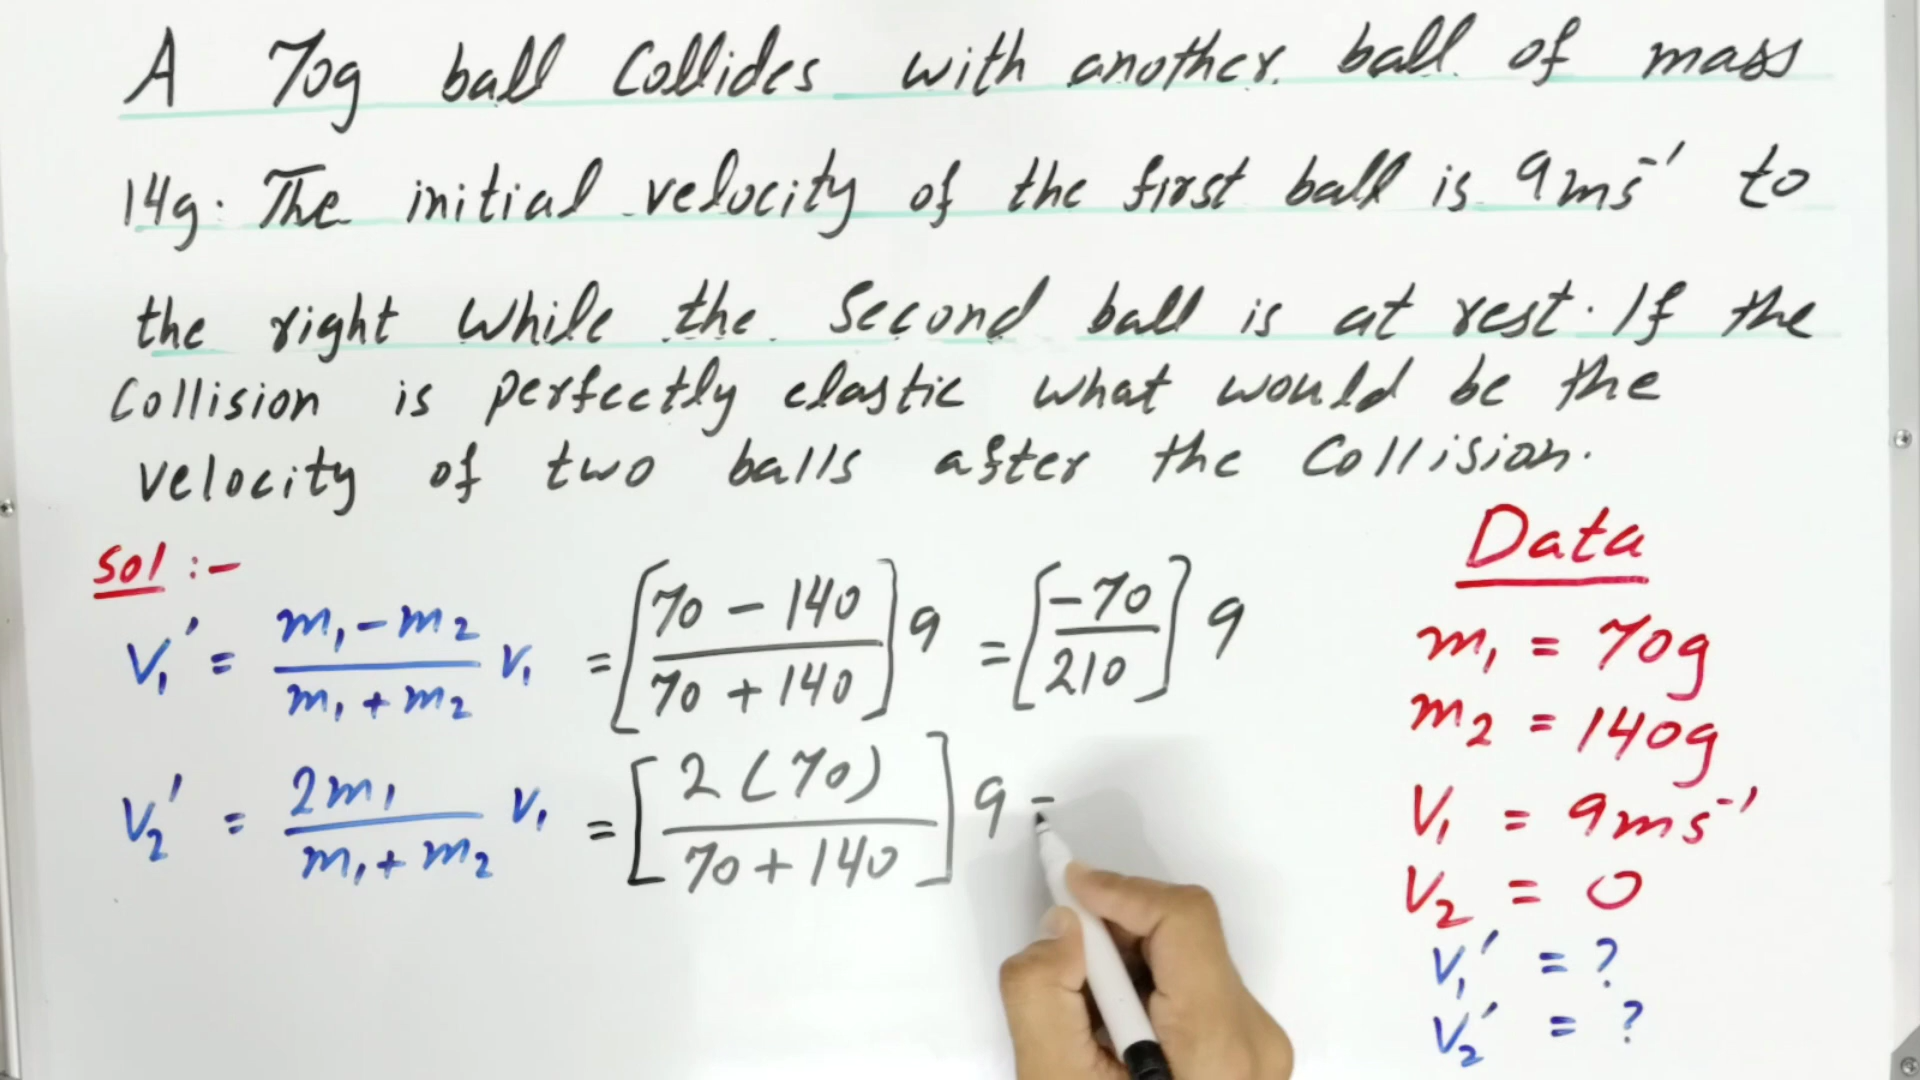 A 70g ball Collides with another ball of mass
14g. The initial velocity of the first ball is 9ms⁻¹ to
the right While the Second ball is at rest. If the
Collision is perfectly elastic what would be the
velocity of two balls after the Collision.
Sol :-
V₁' = (m₁ - m₂)/(m₁ + m₂) V₁ = [(70 - 140)/(70 + 140)] 9 = [-70/210] 9
V₂' = 2m₁/(m₁ + m₂) V₁ = [2(70)/(70 + 140)] 9 -
Data
m₁ = 70g
m₂ = 140g
V₁ = 9ms⁻¹
V₂ = 0
V₁' = ?
V₂' = ?